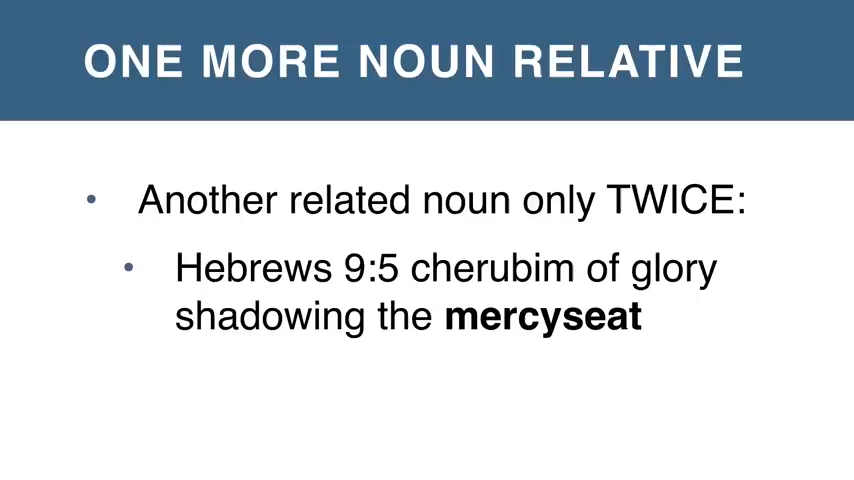 ONE MORE NOUN RELATIVE
• Another related noun only TWICE:
• Hebrews 9:5 cherubim of glory
shadowing the mercyseat